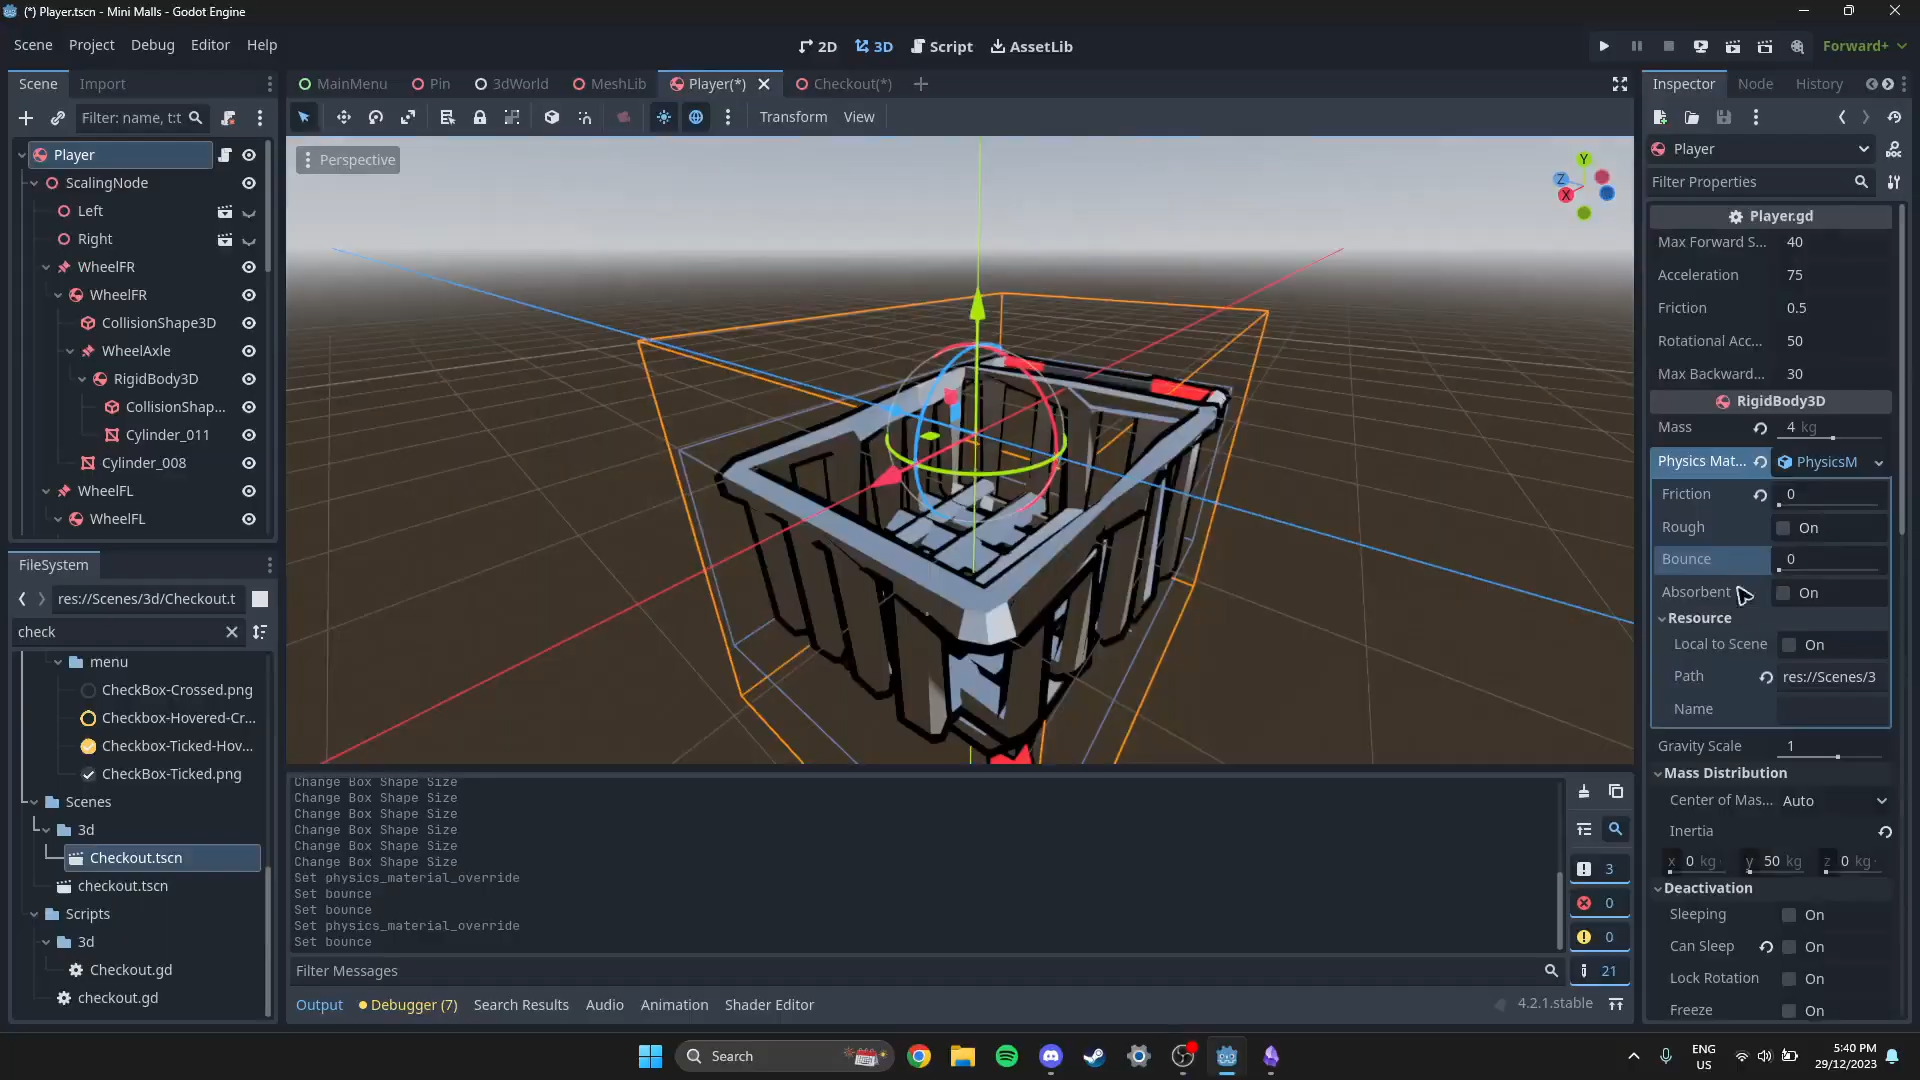 (*) Player.tscn - Mini Malls - Godot Engine
Scene Project Debug Editor Help
2D 3D Script AssetLib
Forward+
Scene Import
MainMenu Pin 3dWorld MeshLib Player(*) Checkout(*)
Inspector Node History
Filter: name, t:t
Transform View
Player
ScalingNode
Left
Right
WheelFR
WheelFR
CollisionShape3D
WheelAxle
RigidBody3D
CollisionShap...
Cylinder_011
Cylinder_008
WheelFL
WheelFL
Perspective
Y
Z
X
FileSystem
res://Scenes/3d/Checkout.t
check
menu
CheckBox-Crossed.png
Checkbox-Hovered-Cr...
Checkbox-Ticked-Hov...
CheckBox-Ticked.png
Scenes
3d
Checkout.tscn
checkout.tscn
Scripts
3d
Checkout.gd
checkout.gd
Change Box Shape Size
Change Box Shape Size
Change Box Shape Size
Change Box Shape Size
Change Box Shape Size
Change Box Shape Size
Set physics_material_override
Set bounce
Set bounce
Set physics_material_override
Set bounce
3
0
0
21
Filter Messages
Output Debugger (7) Search Results Audio Animation Shader Editor
4.2.1.stable
Player
DOC
Filter Properties
Player.gd
Max Forward S... 40
Acceleration 75
Friction 0.5
Rotational Acc... 50
Max Backward... 30
RigidBody3D
Mass 4 kg
Physics Mat... PhysicsM
Friction 0
Rough On
Bounce 0
Absorbent On
Resource
Local to Scene On
Path res://Scenes/3
Name
Gravity Scale 1
Mass Distribution
Center of Mas... Auto
Inertia
x 0 kg y 50 kg z 0 kg
Deactivation
Sleeping On
Can Sleep On
Lock Rotation On
Freeze On
Search
ENG
US
5:40 PM
29/12/2023